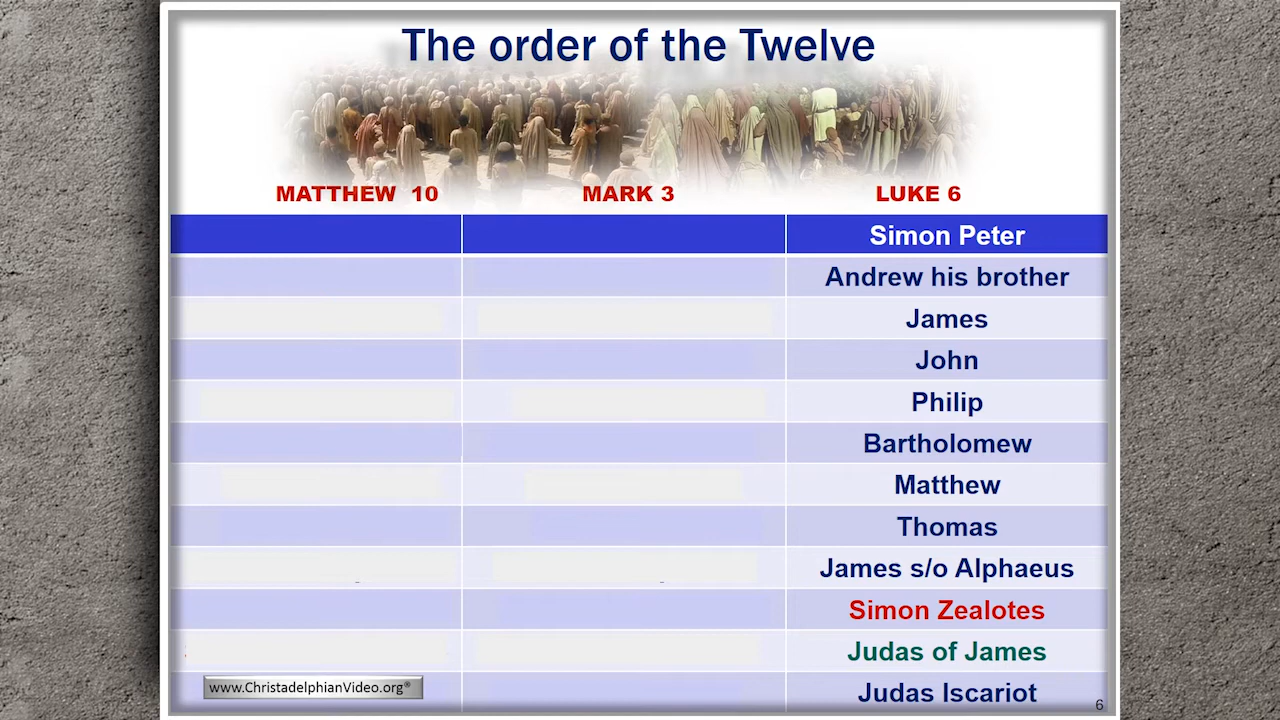 The order of the Twelve
MATTHEW 10
MARK 3
LUKE 6
Simon Peter
Andrew his brother
James
John
Philip
Bartholomew
Matthew
Thomas
James s/o Alphaeus
Simon Zealotes
Judas of James
www.ChristadelphianVideo.org®
Judas Iscariot
6